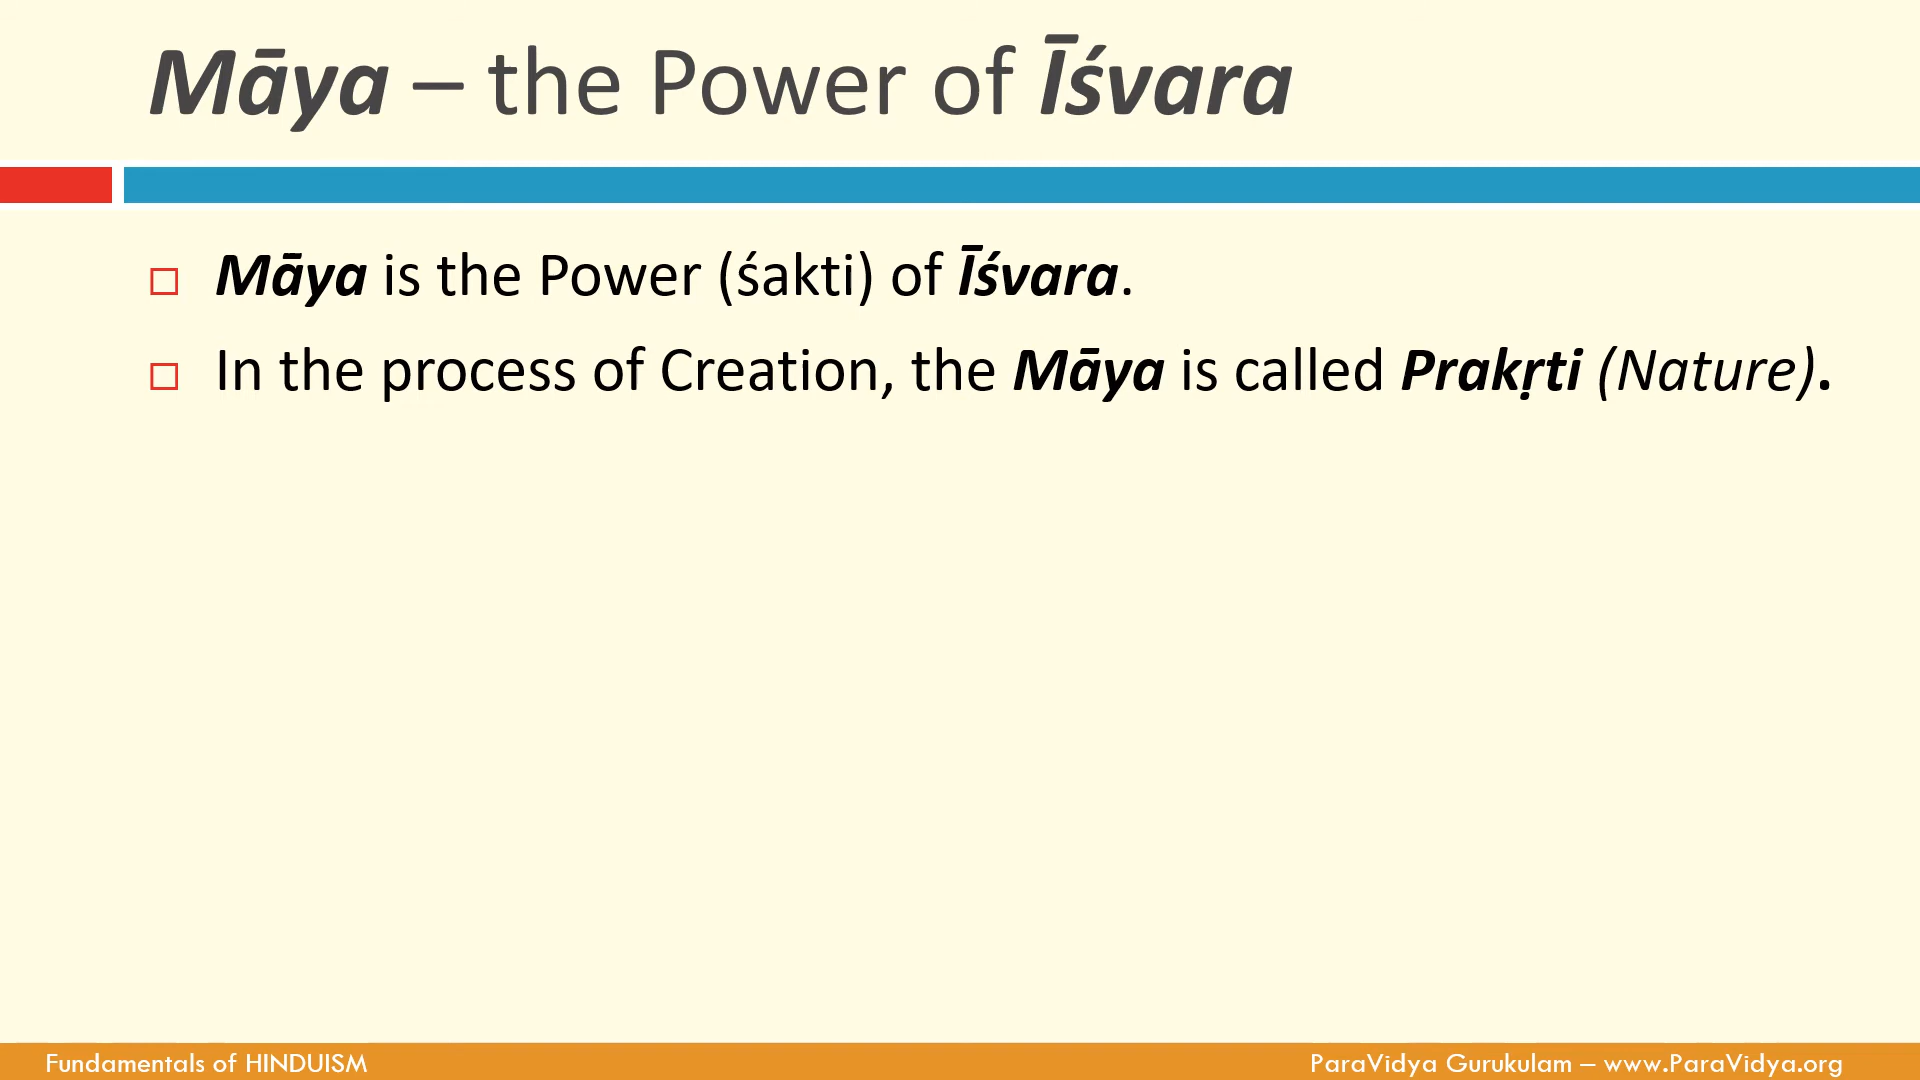 Māya – the Power of Īśvara
Māya is the Power (śakti) of Īśvara.
In the process of Creation, the Māya is called Prakṛti (Nature).
Fundamentals of HINDUISM
ParaVidya Gurukulam – www.ParaVidya.org